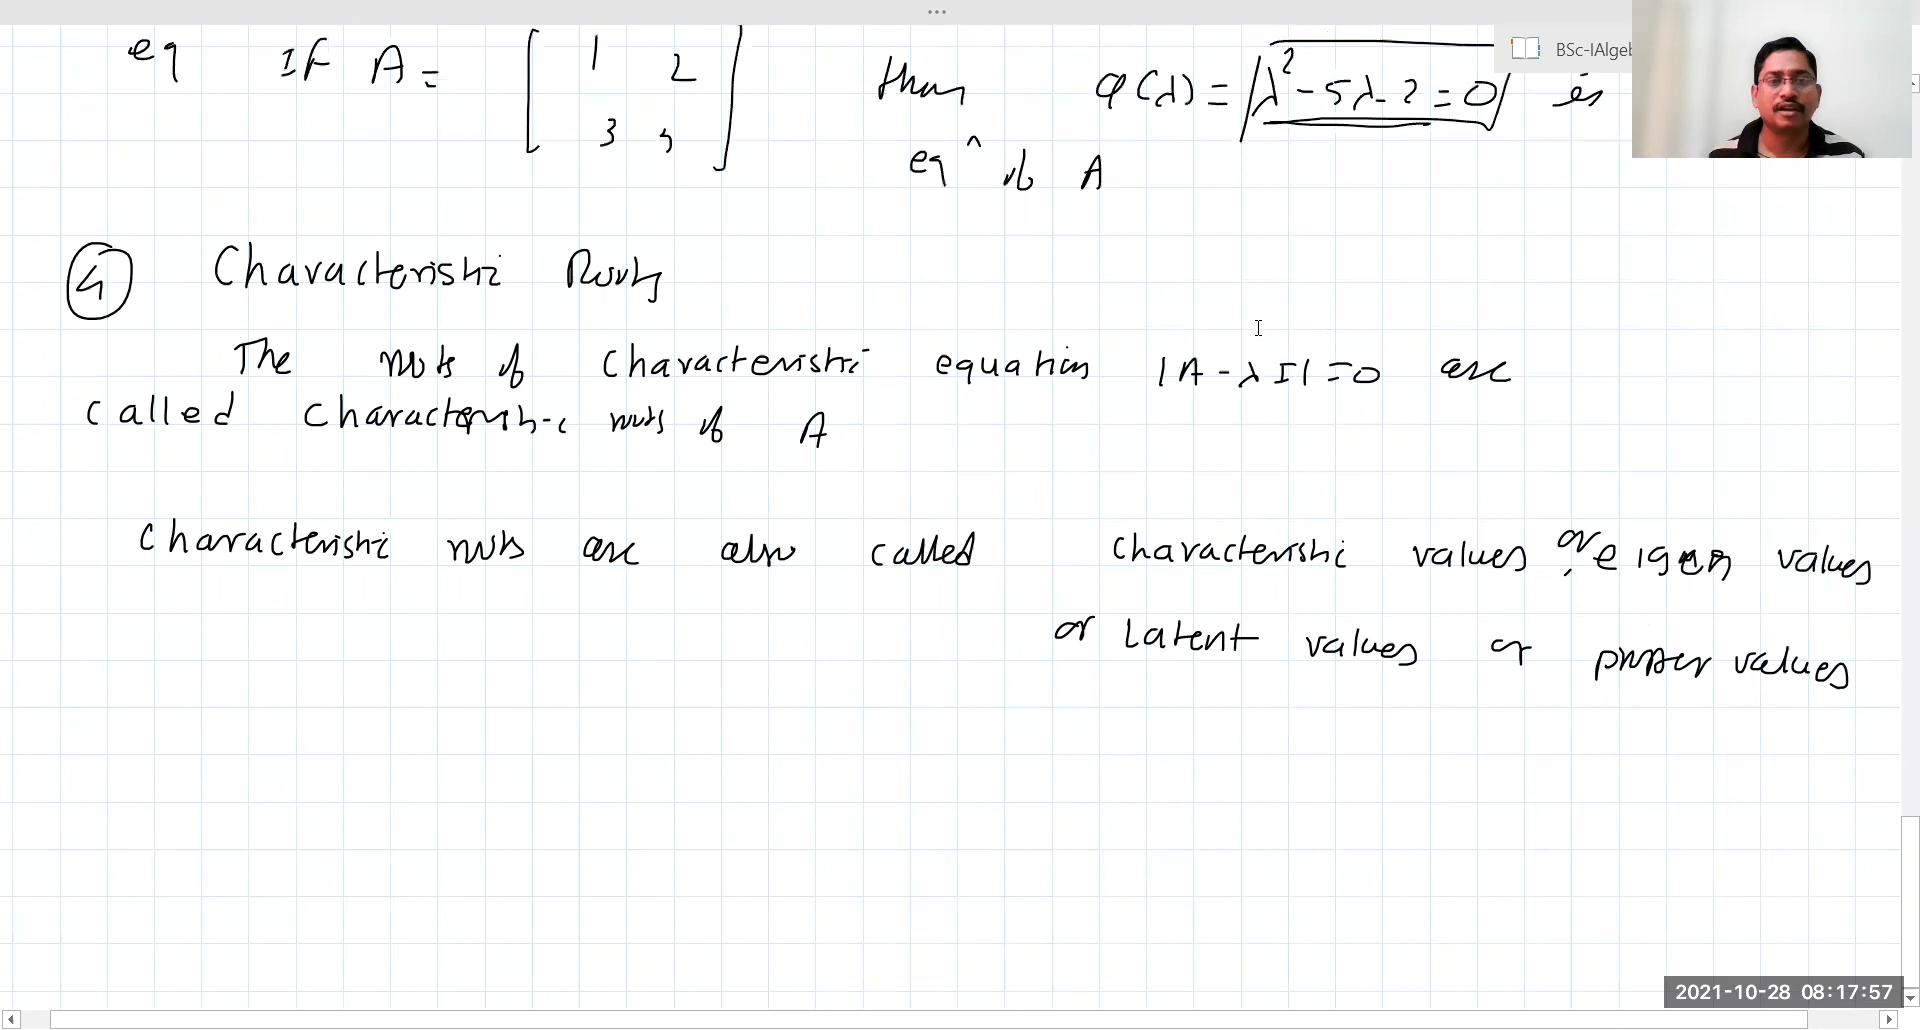 eg If A = [ 1 2 then φ(λ) = λ² - 5λ - 2 = 0 is
3 4 ]
eqn of A
BSc-IAlgeb
4 Characteristic Roots
The roots of characteristic equation |A - λI| = 0 are
called characteristic roots of A
characteristic roots are also called characteristic values or eigen values
or Latent values or proper values
2021-10-28 08:17:57